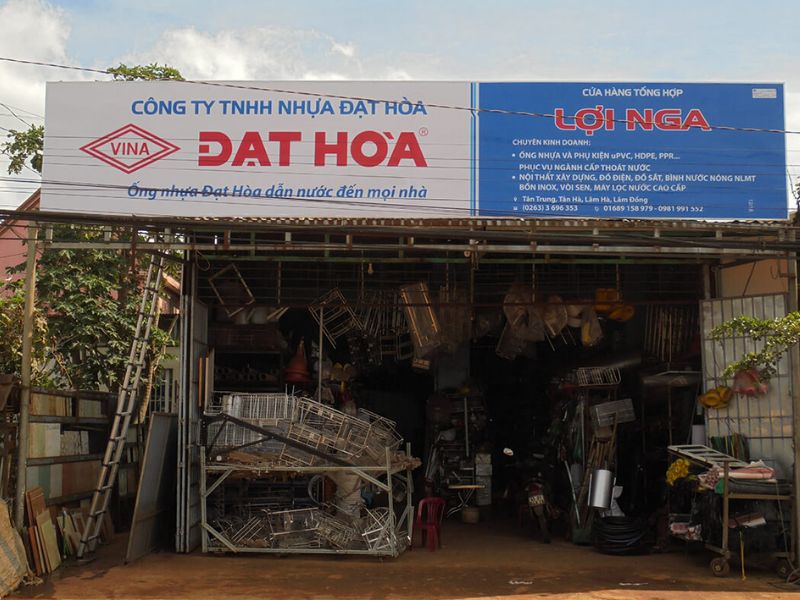 CÔNG TY TNHH NHỰA ĐẠT HÒA
VINA
ĐẠT HÒA®
Ống nhựa Đạt Hòa dẫn nước đến mọi nhà
CỬA HÀNG TỔNG HỢP
LỢI NGA
CHUYÊN KINH DOANH:
• ỐNG NHỰA VÀ PHỤ KIỆN uPVC, HDPE, PPR...
PHỤC VỤ NGÀNH CẤP THOÁT NƯỚC
• NỘI THẤT XÂY DỰNG, ĐỒ ĐIỆN, ĐỒ SẮT, BÌNH NƯỚC NÓNG NLMT
BỒN INOX, VÒI SEN, MÁY LỌC NƯỚC CAO CẤP
Tân Trung, Tân Hà, Lâm Hà, Lâm Đồng
(0263) 3 696 353 01689 158 979 - 0981 991 552